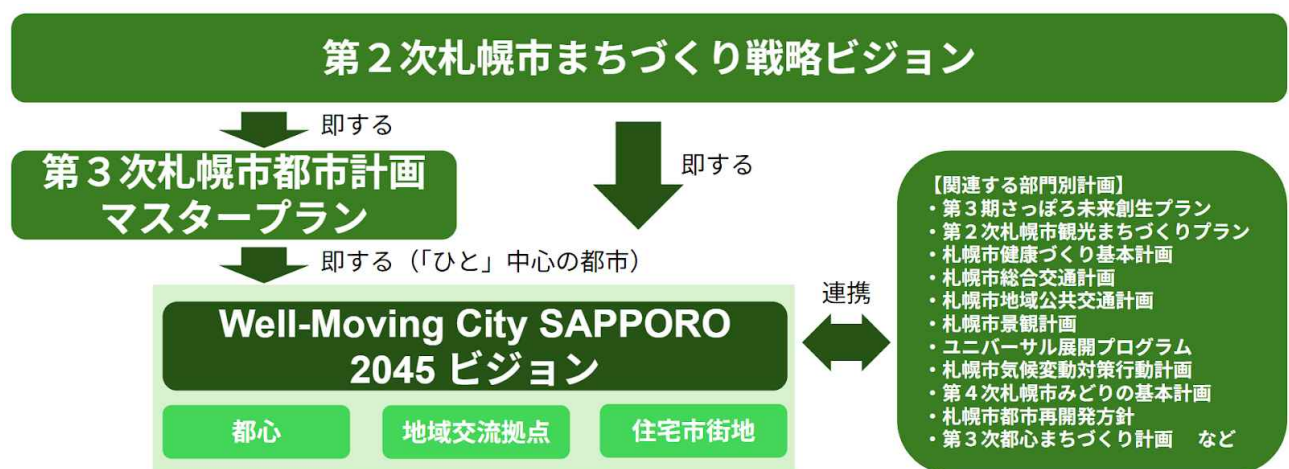 第２次札幌市まちづくり戦略ビジョン
即する
即する
第３次札幌市都市計画
マスタープラン
即する（「ひと」中心の都市）
Well-Moving City SAPPORO
2045 ビジョン
都心
地域交流拠点
住宅市街地
連携
【関連する部門別計画】
・第３期さっぽろ未来創生プラン
・第２次札幌市観光まちづくりプラン
・札幌市健康づくり基本計画
・札幌市総合交通計画
・札幌市地域公共交通計画
・札幌市景観計画
・ユニバーサル展開プログラム
・札幌市気候変動対策行動計画
・第４次札幌市みどりの基本計画
・札幌市都市再開発方針
・第３次都心まちづくり計画　など